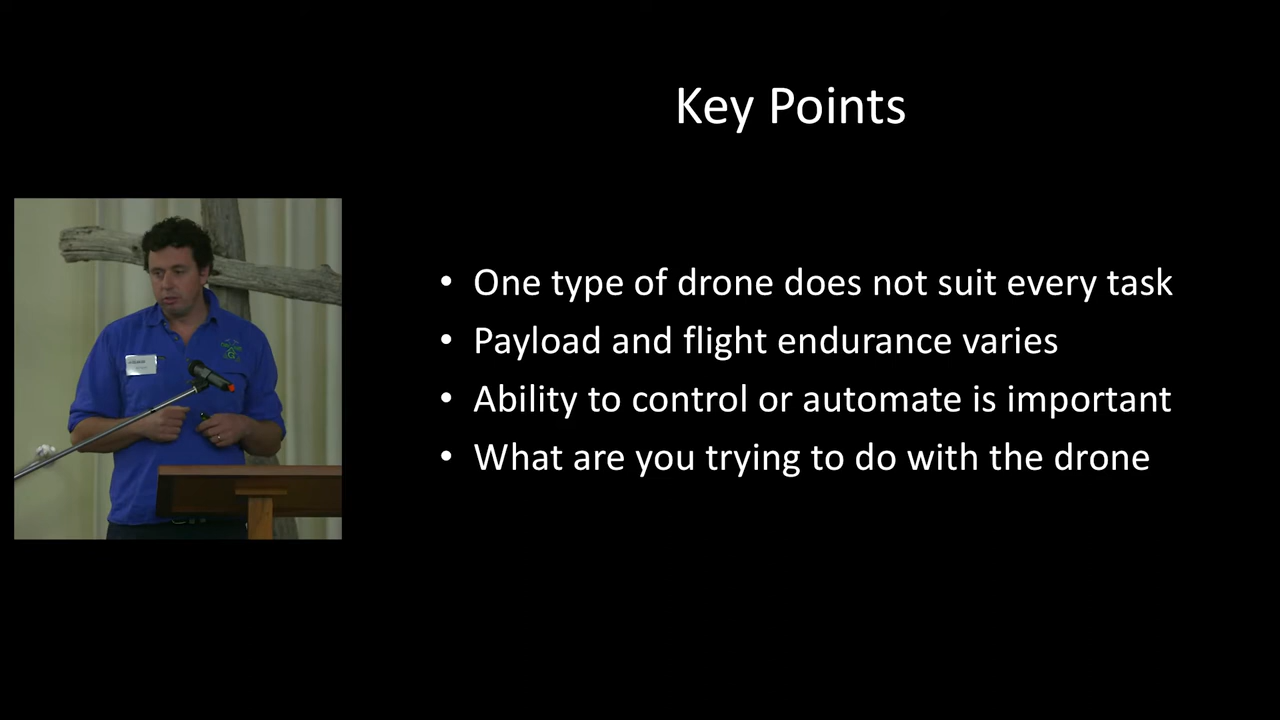 Key Points
• One type of drone does not suit every task
• Payload and flight endurance varies
• Ability to control or automate is important
• What are you trying to do with the drone